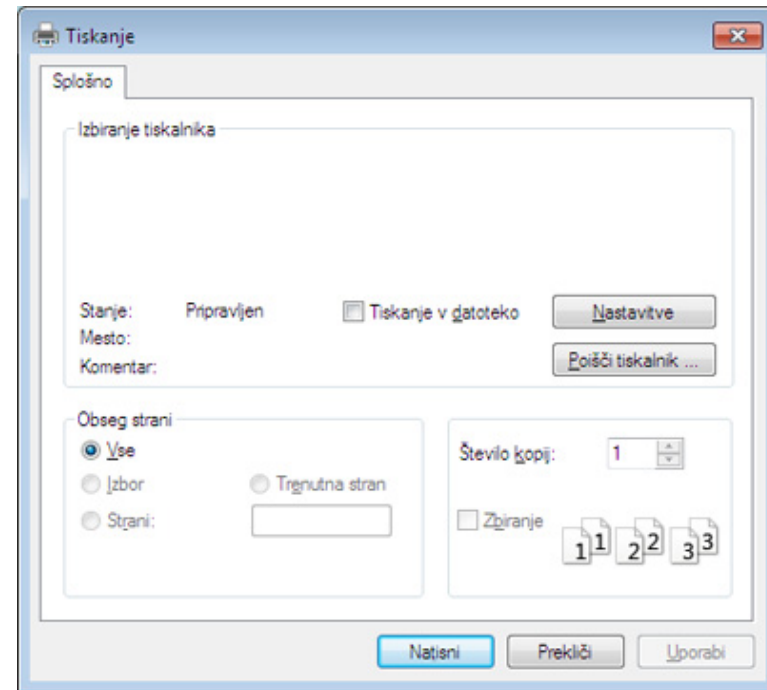 Tiskanje
Splošno
Izbiranje tiskalnika
Stanje: Pripravljen
Tiskanje v datoteko
Nastavitve
Mesto:
Komentar:
Poišči tiskalnik ...
Obseg strani
Vse
Izbor
Trenutna stran
Strani:
Število kopij: 1
Zbiranje
1 1 2 2 3 3
Natisni
Prekliči
Uporabi